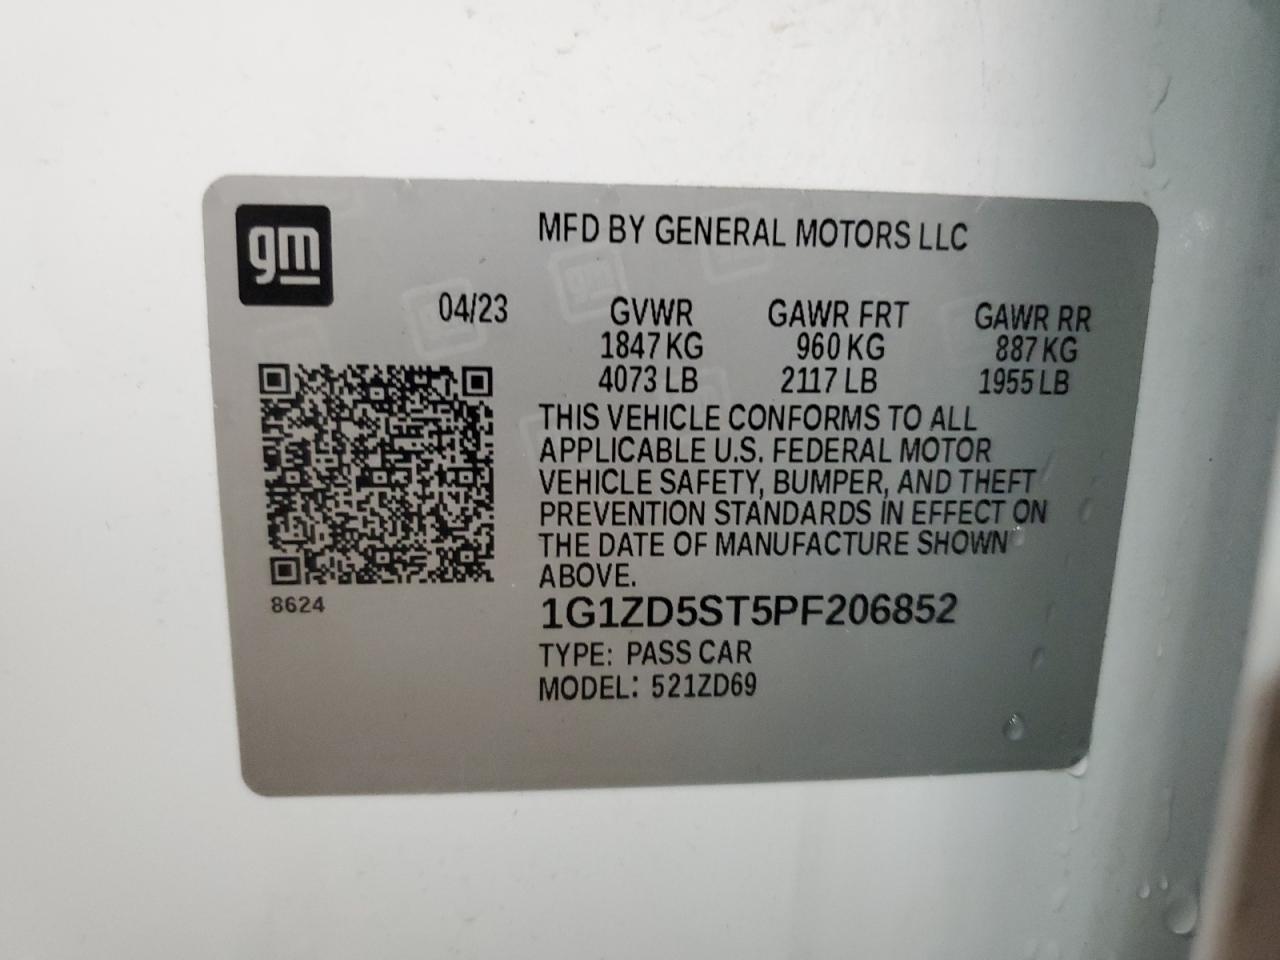 gm
MFD BY GENERAL MOTORS LLC
04/23 GVWR GAWR FRT GAWR RR
1847 KG 960 KG 887 KG
4073 LB 2117 LB 1955 LB
THIS VEHICLE CONFORMS TO ALL
APPLICABLE U.S. FEDERAL MOTOR
VEHICLE SAFETY, BUMPER, AND THEFT
PREVENTION STANDARDS IN EFFECT ON
THE DATE OF MANUFACTURE SHOWN
ABOVE.
8624
1G1ZD5ST5PF206852
TYPE: PASS CAR
MODEL: 521ZD69